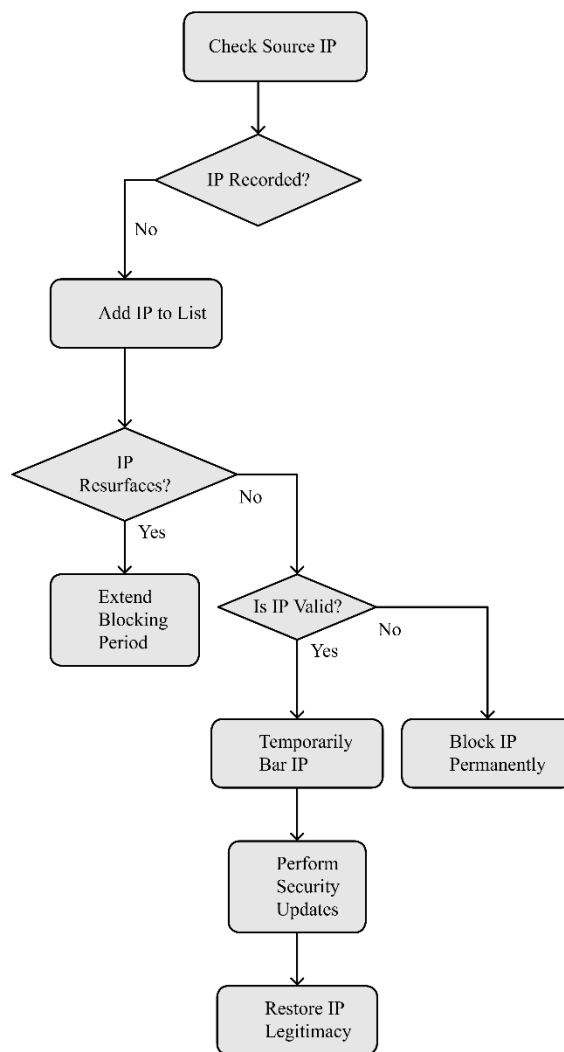 Check Source IP
IP Recorded?
No
Add IP to List
IP
Resurfaces?
No
Yes
Extend
Blocking
Period
Is IP Valid?
No
Yes
Temporarily
Bar IP
Block IP
Permanently
Perform
Security
Updates
Restore IP
Legitimacy